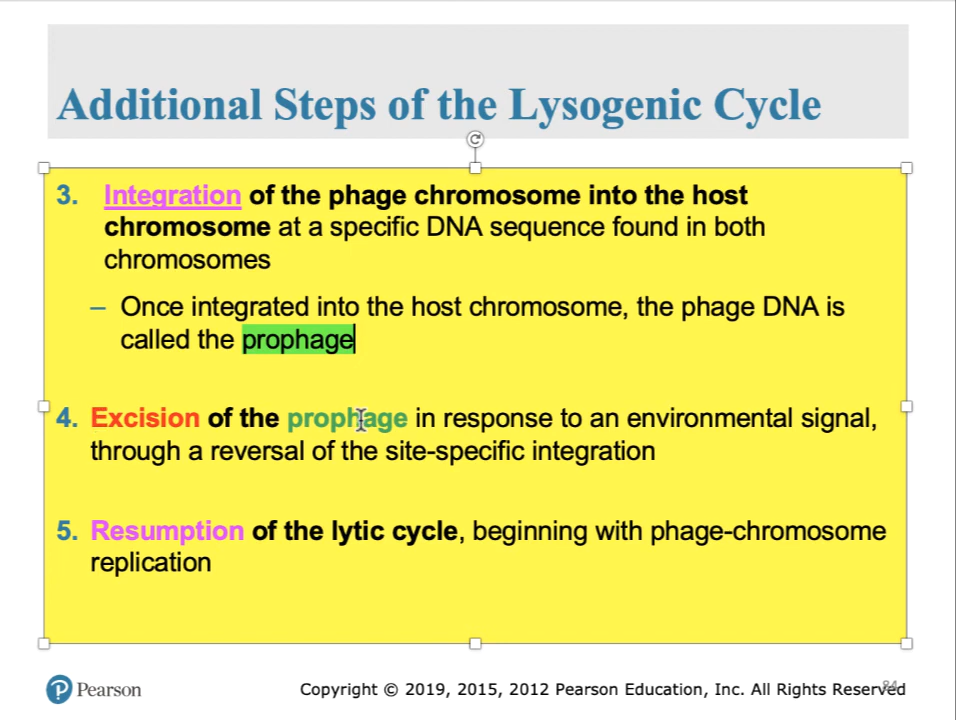 Additional Steps of the Lysogenic Cycle
3. Integration of the phage chromosome into the host
chromosome at a specific DNA sequence found in both
chromosomes
– Once integrated into the host chromosome, the phage DNA is
called the prophage
4. Excision of the prophage in response to an environmental signal,
through a reversal of the site-specific integration
5. Resumption of the lytic cycle, beginning with phage-chromosome
replication
P Pearson
Copyright © 2019, 2015, 2012 Pearson Education, Inc. All Rights Reserved